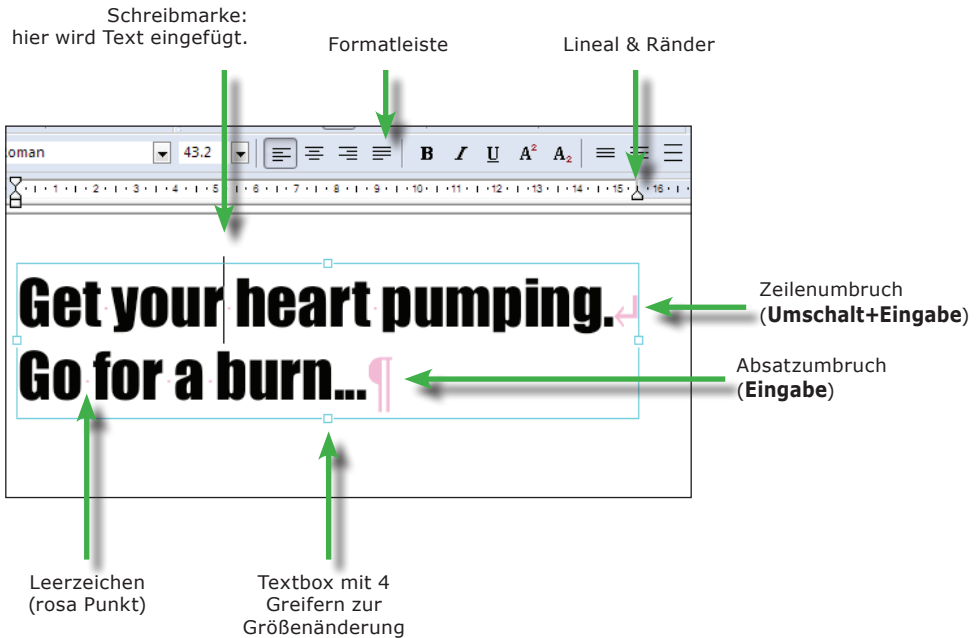 Schreibmarke:
hier wird Text eingefügt.
Formatleiste
Lineal & Ränder
oman 43.2 B I U A² A₂
1 2 3 4 5 6 7 8 9 10 11 12 13 14 15 16
Get your heart pumping.↵
Go for a burn...¶
Zeilenumbruch
(Umschalt+Eingabe)
Absatzumbruch
(Eingabe)
Leerzeichen
(rosa Punkt)
Textbox mit 4
Greifern zur
Größenänderung